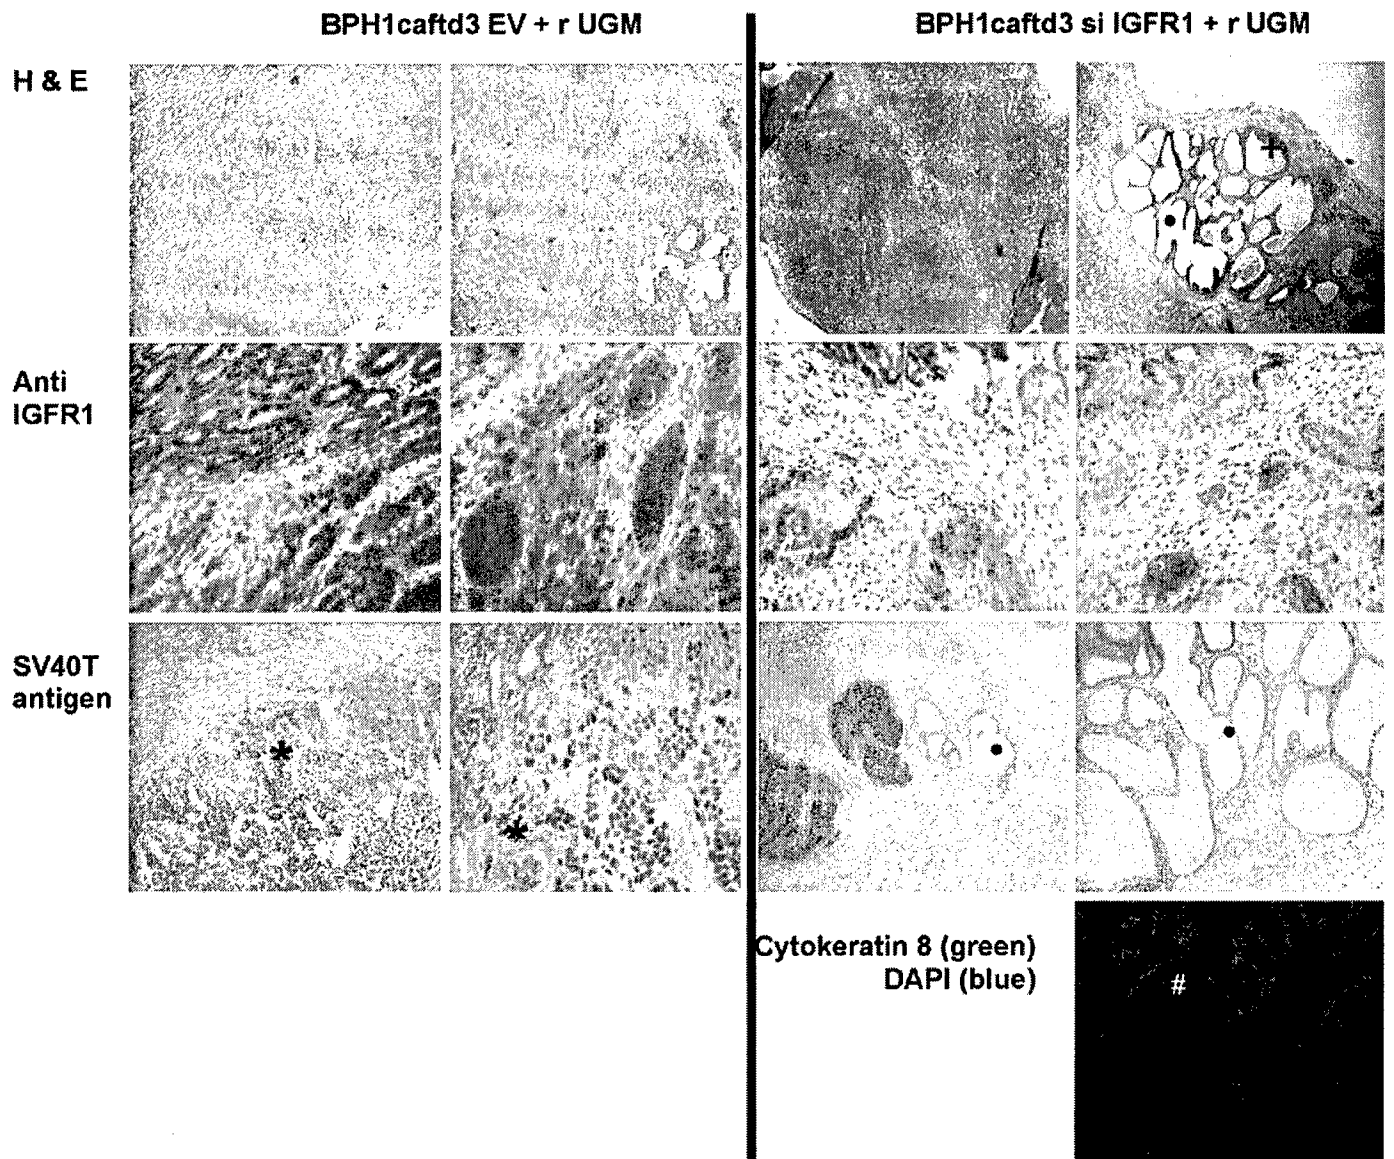 BPH1caftd3 EV + r UGM
BPH1caftd3 si IGFR1 + r UGM
H & E
+
•
Anti
IGFR1
SV40T
antigen
*
*
•
•
Cytokeratin 8 (green)
DAPI (blue)
#